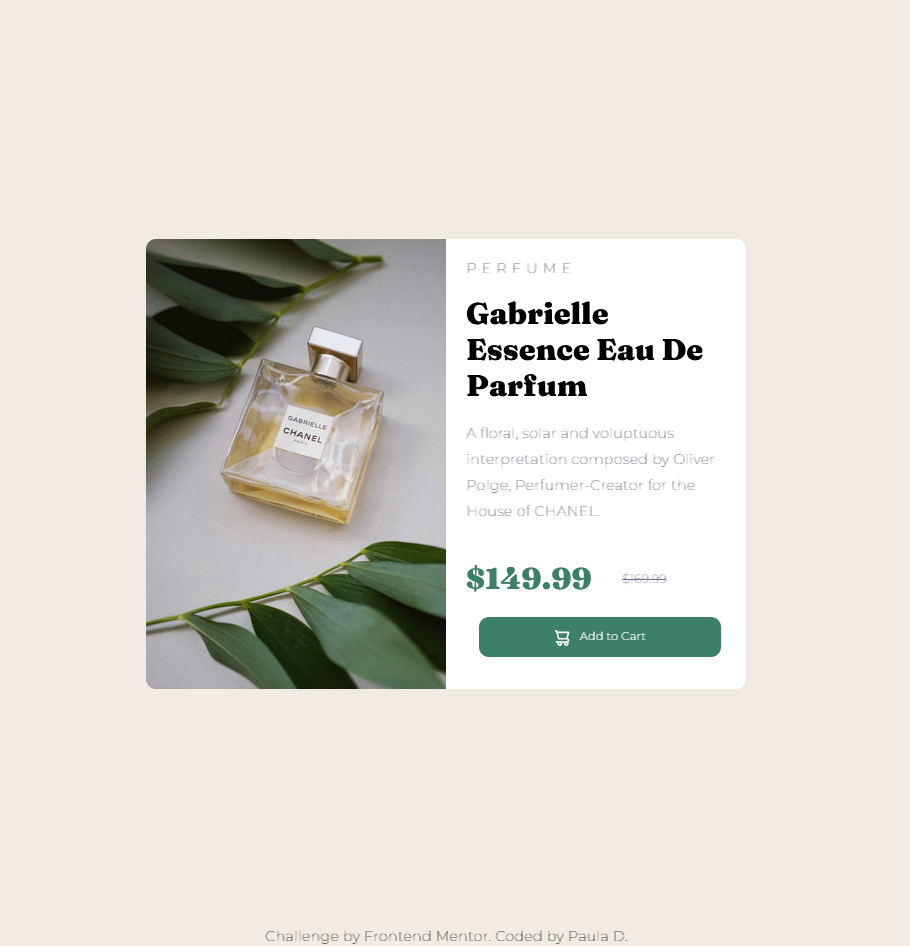 GABRIELLE
CHANEL
PARIS
PERFUME
Gabrielle
Essence Eau De
Parfum
A floral, solar and voluptuous
interpretation composed by Oliver
Polge, Perfumer-Creator for the
House of CHANEL.
$149.99 $169.99
Add to Cart
Challenge by Frontend Mentor. Coded by Paula D.